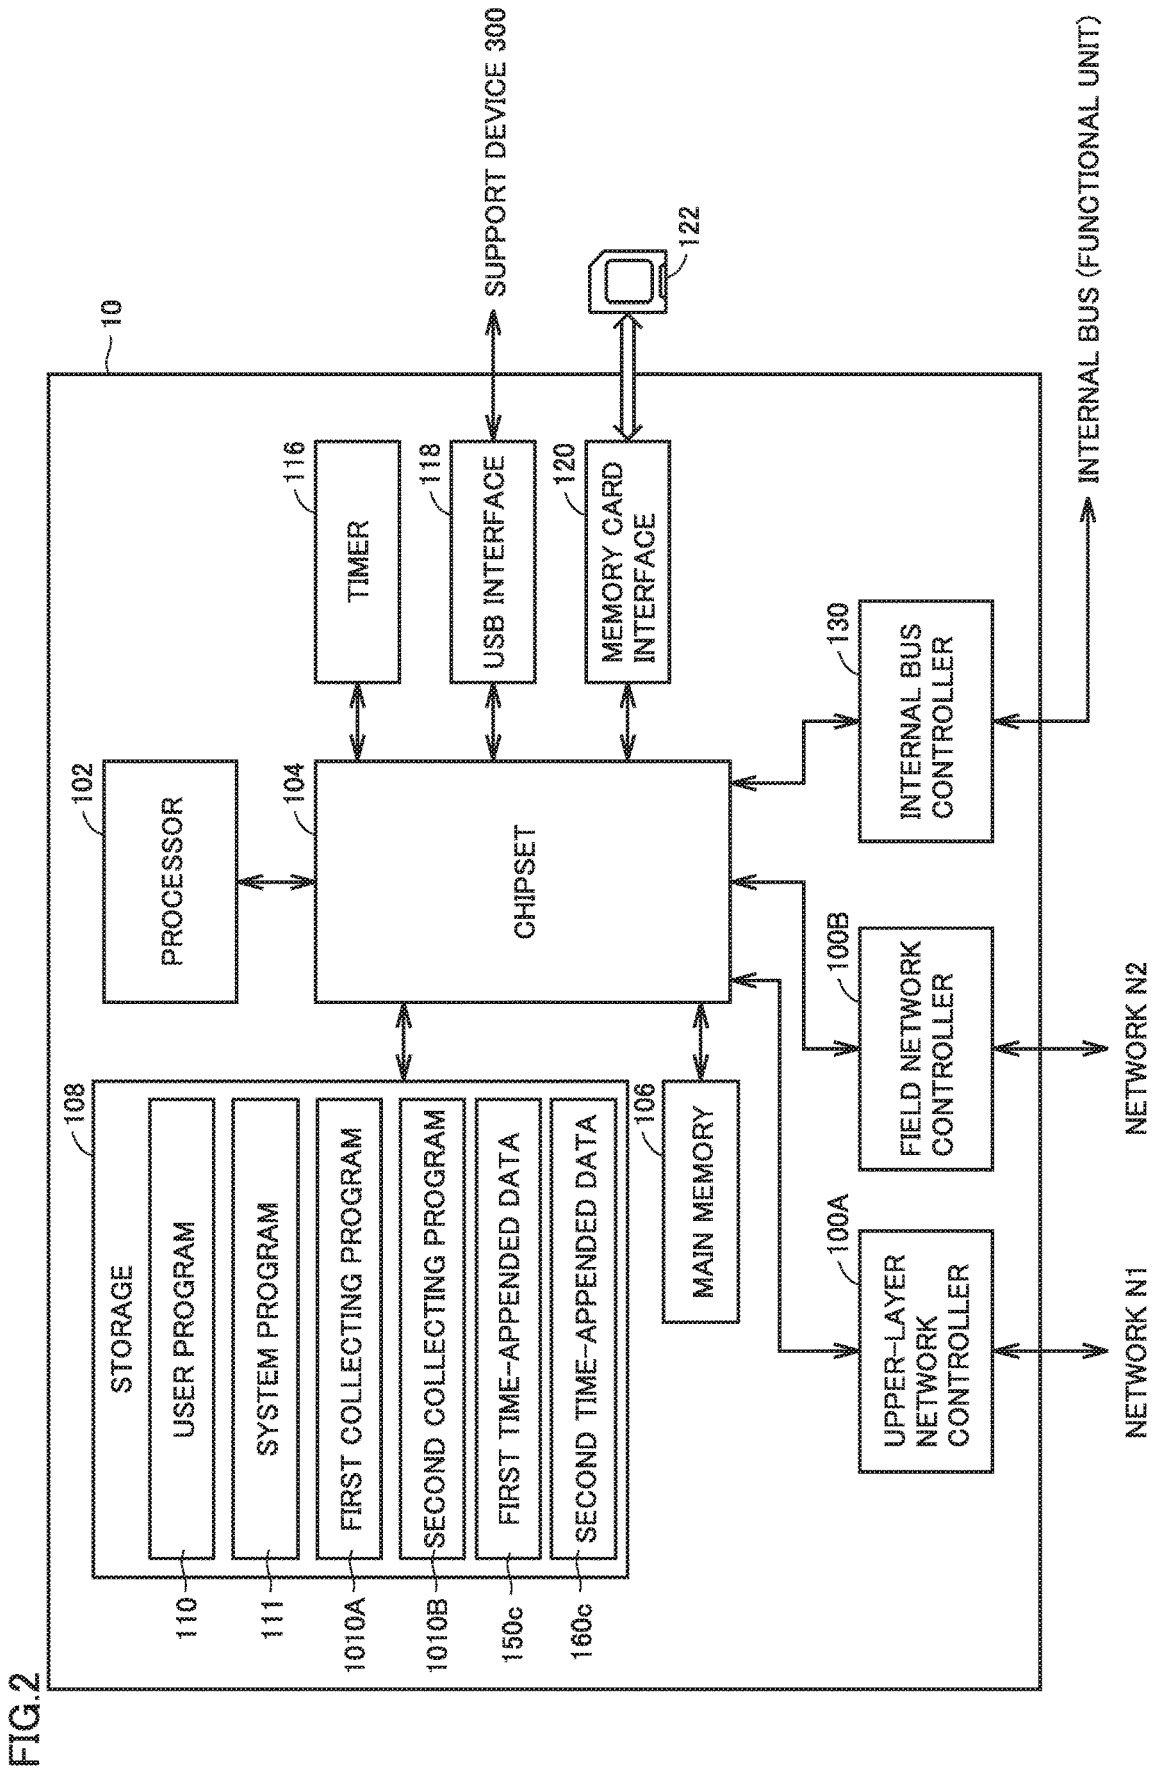 FIG.2
10
108
STORAGE
110
USER PROGRAM
111
SYSTEM PROGRAM
1010A
FIRST COLLECTING PROGRAM
1010B
SECOND COLLECTING PROGRAM
150c
FIRST TIME-APPENDED DATA
160c
SECOND TIME-APPENDED DATA
106
MAIN MEMORY
102
PROCESSOR
104
CHIPSET
116
TIMER
118
USB INTERFACE
SUPPORT DEVICE 300
120
MEMORY CARD
INTERFACE
122
100A
UPPER-LAYER
NETWORK
CONTROLLER
NETWORK N1
100B
FIELD NETWORK
CONTROLLER
NETWORK N2
130
INTERNAL BUS
CONTROLLER
INTERNAL BUS (FUNCTIONAL UNIT)